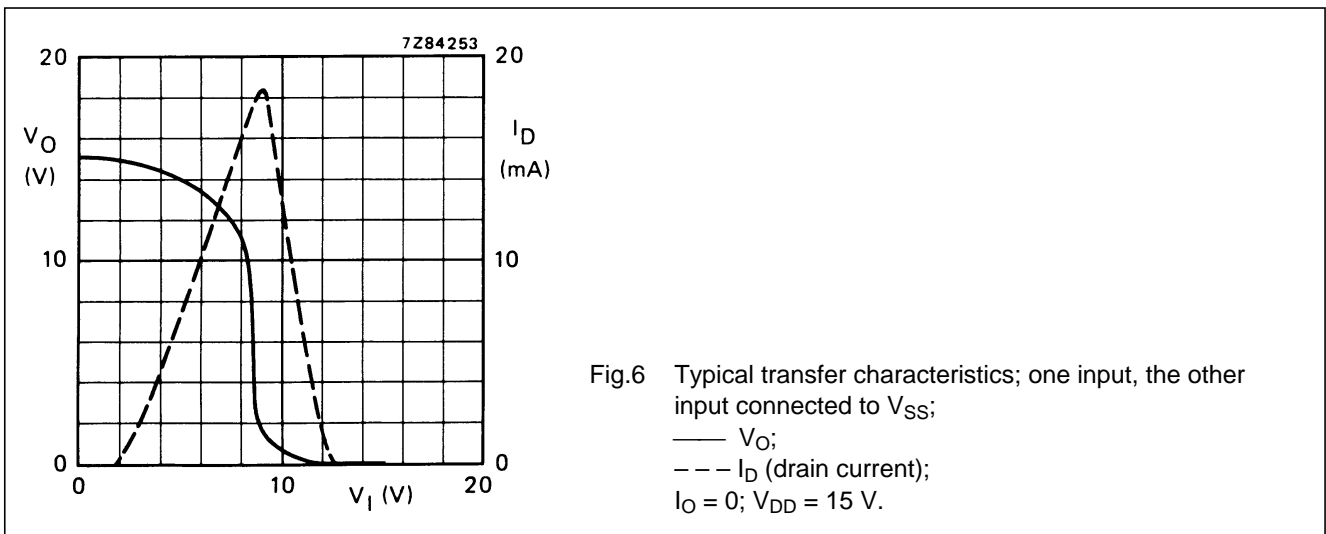 7Z84253
20
20
V_O
(V)
I_D
(mA)
10
10
0
0
0
10
20
V_I (V)
Fig.6 Typical transfer characteristics; one input, the other
input connected to V_SS;
—— V_O;
– – – I_D (drain current);
I_O = 0; V_DD = 15 V.